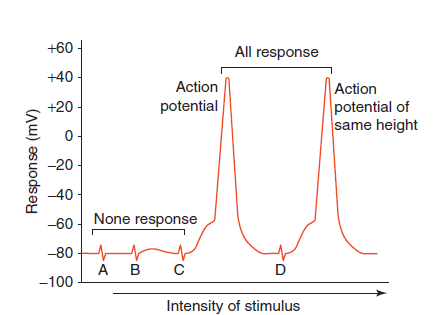 +60
+40
+20
0
–20
–40
–60
–80
–100
Response (mV)
All response
Action
potential
Action
potential of
same height
None response
A B C D
Intensity of stimulus